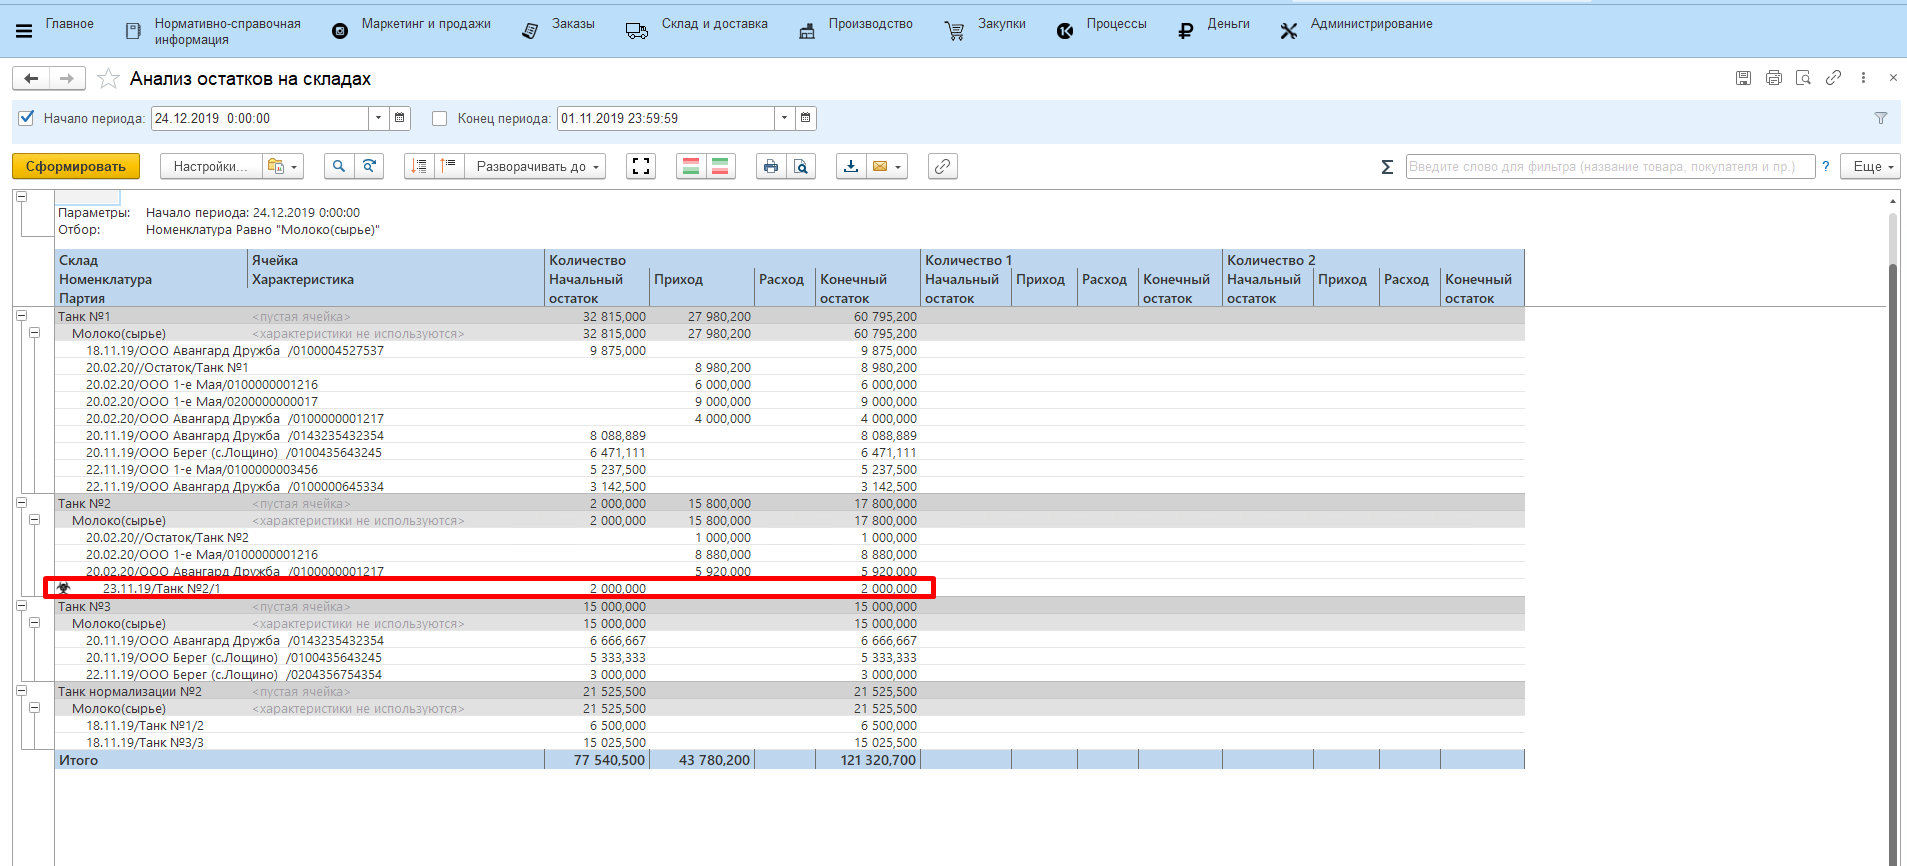 Главное
Нормативно-справочная
информация
Маркетинг и продажи
Заказы
Склад и доставка
Производство
Закупки
Процессы
Деньги
Администрирование
Анализ остатков на складах
Начало периода: 24.12.2019 0:00:00
Конец периода: 01.11.2019 23:59:59
Сформировать
Настройки...
Разворачивать до
Σ Введите слово для фильтра (название товара, покупателя и пр.) ? Еще
Параметры: Начало периода: 24.12.2019 0:00:00
Отбор: Номенклатура Равно "Молоко(сырье)"
Склад Ячейка Количество Количество 1 Количество 2
Номенклатура Характеристика Начальный Приход Расход Конечный Начальный Приход Расход Конечный Начальный Приход Расход Конечный
Партия остаток остаток остаток остаток остаток остаток
Танк №1 <пустая ячейка> 32 815,000 27 980,200 60 795,200
Молоко(сырье) <характеристики не используются> 32 815,000 27 980,200 60 795,200
18.11.19/ООО Авангард Дружба /0100004527537 9 875,000 9 875,000
20.02.20//Остаток/Танк №1 8 980,200 8 980,200
20.02.20/ООО 1-е Мая/0100000001216 6 000,000 6 000,000
20.02.20/ООО 1-е Мая/0200000000017 9 000,000 9 000,000
20.02.20/ООО Авангард Дружба /0100000001217 4 000,000 4 000,000
20.11.19/ООО Авангард Дружба /0143235432354 8 088,889 8 088,889
20.11.19/ООО Берег (с.Лощино) /0100435643245 6 471,111 6 471,111
22.11.19/ООО 1-е Мая/0100000003456 5 237,500 5 237,500
22.11.19/ООО Авангард Дружба /0100000645334 3 142,500 3 142,500
Танк №2 <пустая ячейка> 2 000,000 15 800,000 17 800,000
Молоко(сырье) <характеристики не используются> 2 000,000 15 800,000 17 800,000
20.02.20//Остаток/Танк №2 1 000,000 1 000,000
20.02.20/ООО 1-е Мая/0100000001216 8 880,000 8 880,000
20.02.20/ООО Авангард Дружба /0100000001217 5 920,000 5 920,000
23.11.19/Танк №2/1 2 000,000 2 000,000
Танк №3 <пустая ячейка> 15 000,000 15 000,000
Молоко(сырье) <характеристики не используются> 15 000,000 15 000,000
20.11.19/ООО Авангард Дружба /0143235432354 6 666,667 6 666,667
20.11.19/ООО Берег (с.Лощино) /0100435643245 5 333,333 5 333,333
22.11.19/ООО Берег (с.Лощино) /0204356754354 3 000,000 3 000,000
Танк нормализации №2 <пустая ячейка> 21 525,500 21 525,500
Молоко(сырье) <характеристики не используются> 21 525,500 21 525,500
18.11.19/Танк №1/2 6 500,000 6 500,000
18.11.19/Танк №3/3 15 025,500 15 025,500
Итого 77 540,500 43 780,200 121 320,700